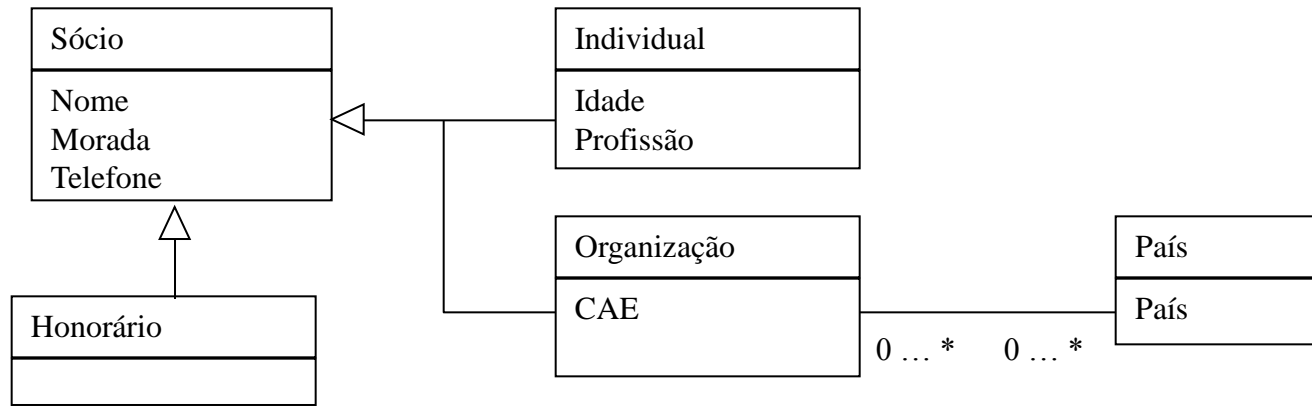 Sócio
Nome
Morada
Telefone
Individual
Idade
Profissão
Honorário
Organização
CAE
0 … *
0 … *
País
País